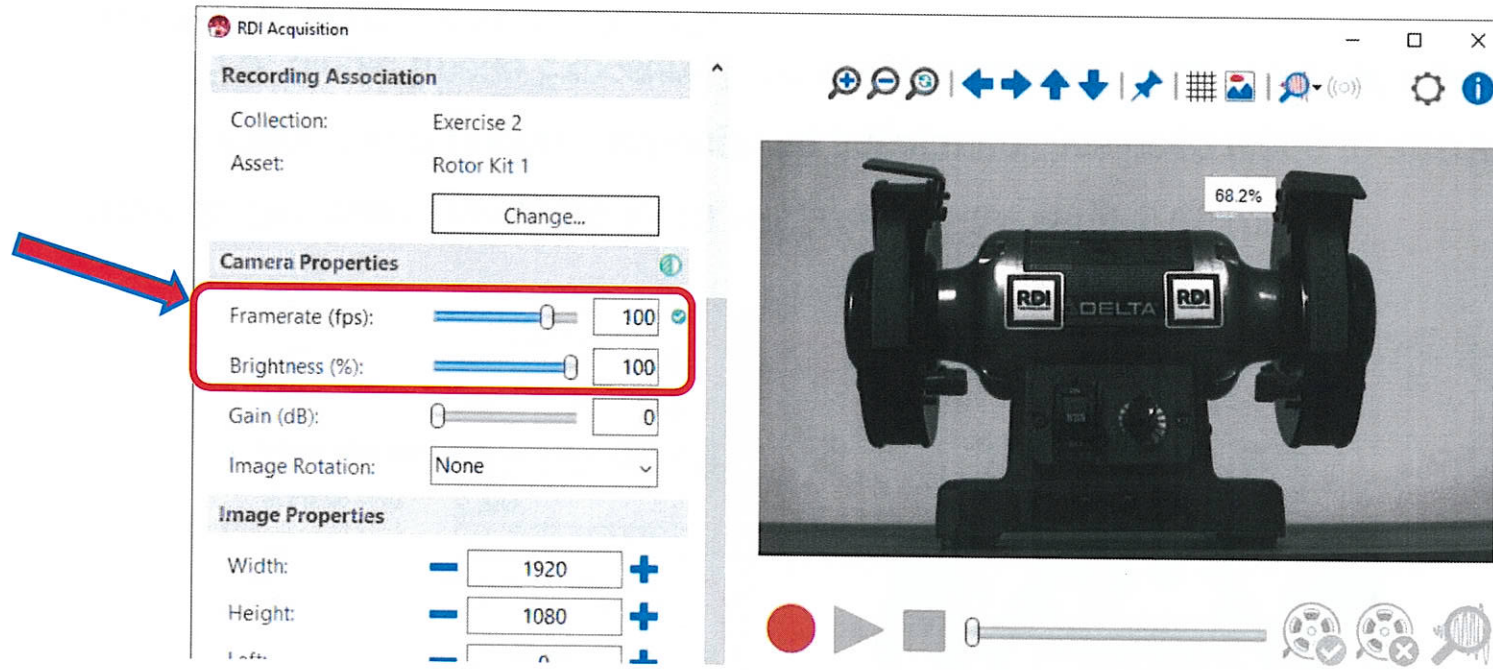 RDI Acquisition
Recording Association
Collection: Exercise 2
Asset: Rotor Kit 1
Change...
Camera Properties
Framerate (fps): 100
Brightness (%): 100
Gain (dB): 0
Image Rotation: None
Image Properties
Width: 1920
Height: 1080
68.2%
RDI
DELTA
RDI